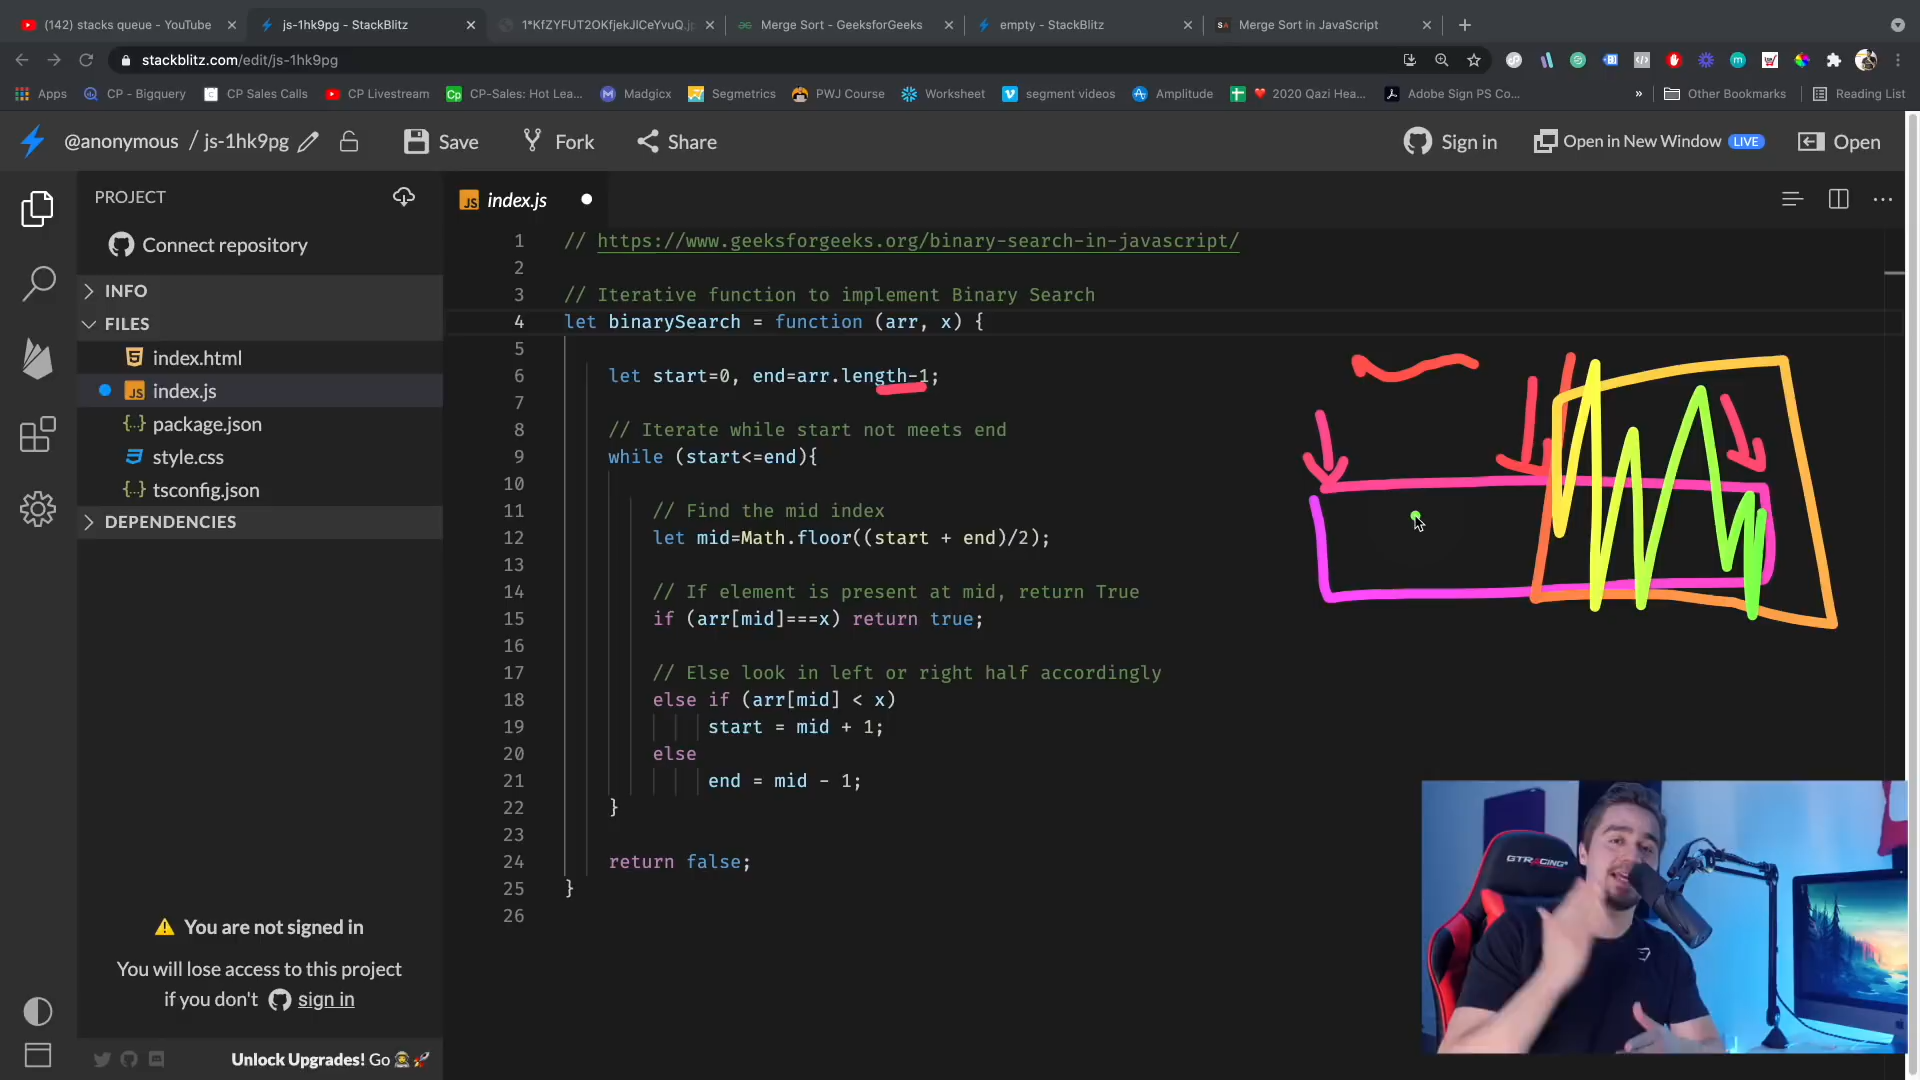 (142) stacks queue - YouTube
js-1hk9pg - StackBlitz
1*KfZYFUT2OKfjekJlCeYvuQ.j
Merge Sort - GeeksforGeeks
empty - StackBlitz
Merge Sort in JavaScript
stackblitz.com/edit/js-1hk9pg
Apps
CP - Bigquery
CP Sales Calls
CP Livestream
CP-Sales: Hot Lea...
Madgicx
Segmetrics
PWJ Course
Worksheet
segment videos
Amplitude
2020 Qazi Hea...
Adobe Sign PS Co...
»
Other Bookmarks
Reading List
@anonymous / js-1hk9pg
Save
Fork
Share
Sign in
Open in New Window LIVE
Open
PROJECT
Connect repository
INFO
FILES
index.html
index.js
package.json
style.css
tsconfig.json
DEPENDENCIES
You are not signed in
You will lose access to this project
if you don't sign in
Unlock Upgrades! Go
JS index.js
1 // https://www.geeksforgeeks.org/binary-search-in-javascript/
2
3 // Iterative function to implement Binary Search
4 let binarySearch = function (arr, x) {
5
6 let start=0, end=arr.length-1;
7
8 // Iterate while start not meets end
9 while (start<=end){
10
11 // Find the mid index
12 let mid=Math.floor((start + end)/2);
13
14 // If element is present at mid, return True
15 if (arr[mid]===x) return true;
16
17 // Else look in left or right half accordingly
18 else if (arr[mid] < x)
19 start = mid + 1;
20 else
21 end = mid - 1;
22 }
23
24 return false;
25 }
26
GTRACING